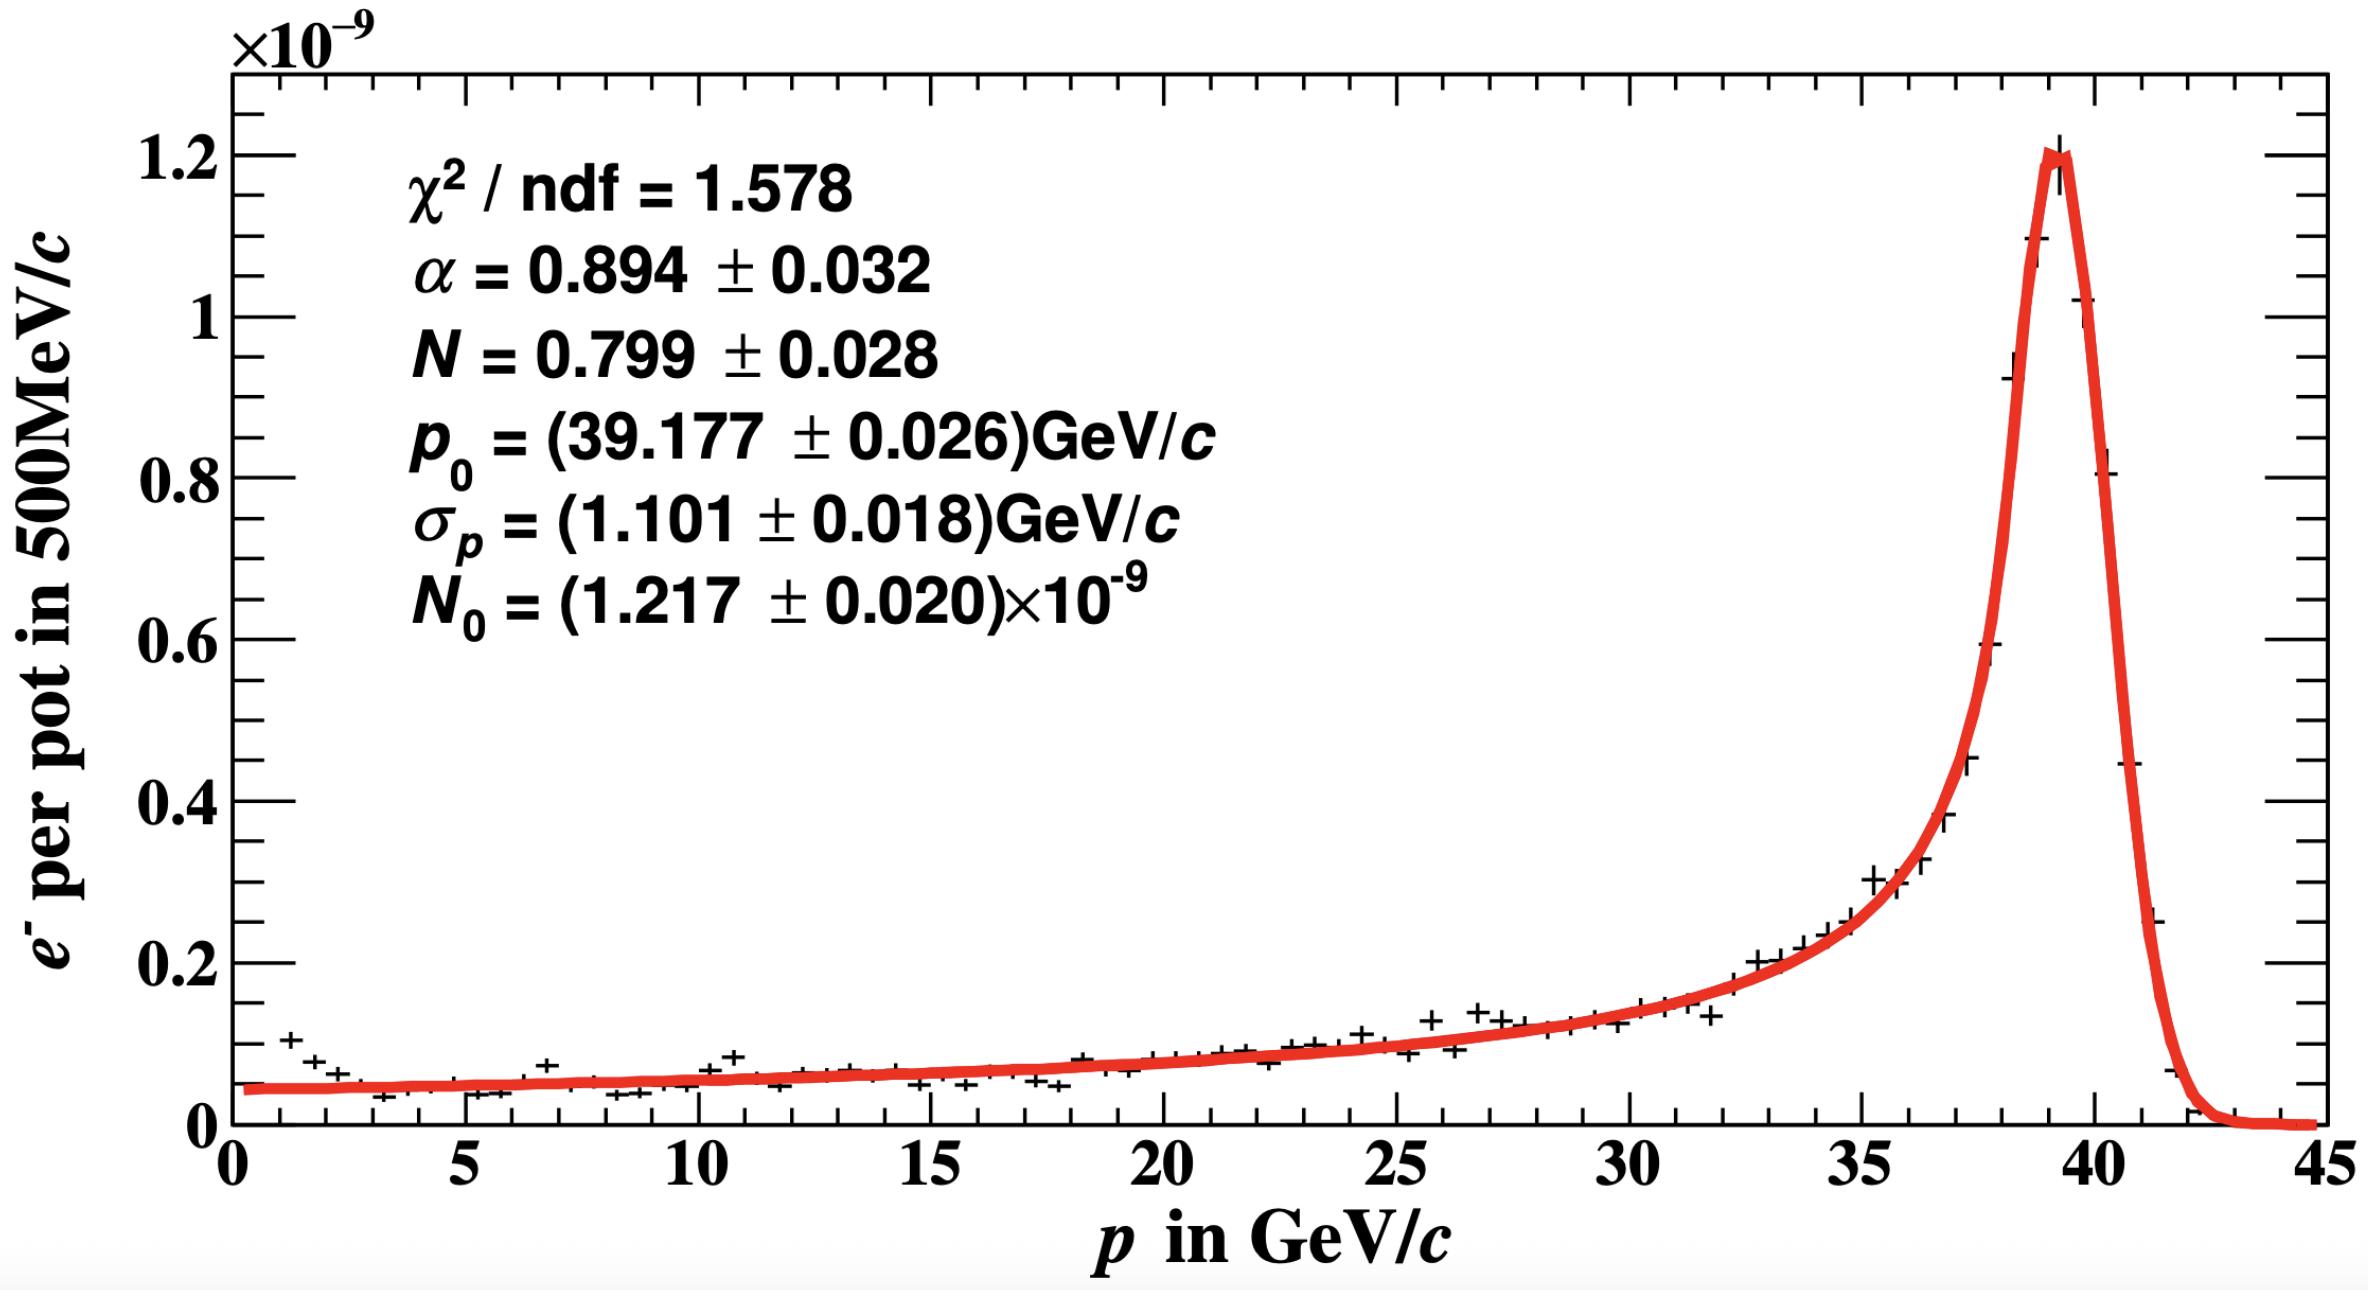 ×10⁻⁹
e⁻ per pot in 500MeV/c
1.2
1
0.8
0.6
0.4
0.2
0
χ² / ndf = 1.578
α = 0.894 ± 0.032
N = 0.799 ± 0.028
p₀ = (39.177 ± 0.026)GeV/c
σₚ = (1.101 ± 0.018)GeV/c
N₀ = (1.217 ± 0.020)×10⁻⁹
0 5 10 15 20 25 30 35 40 45
p in GeV/c